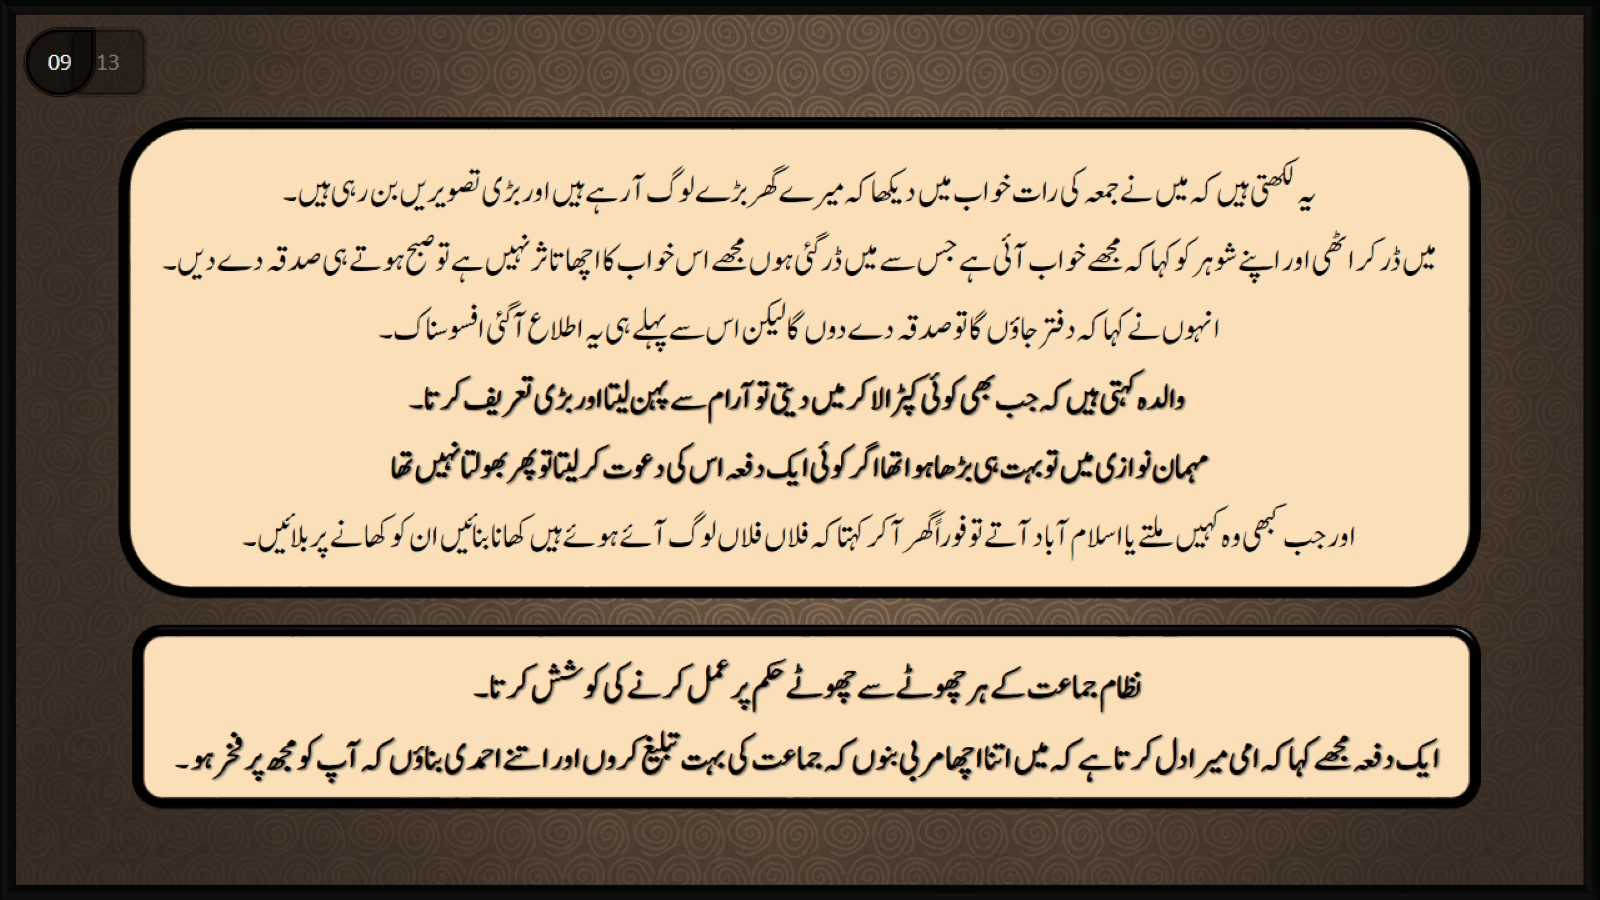 09 13
یہ لکھتی ہیں کہ میں نے جمعہ کی رات خواب میں دیکھا کہ میرے گھر بڑے لوگ آرہے ہیں اور بڑی تصویریں بن رہی ہیں۔
میں ڈر کر اٹھی اور اپنے شوہر کو کہا کہ مجھے خواب آئی ہے جس سے میں ڈر گئی ہوں مجھے اس خواب کا اچھا تاثر نہیں ہے تو صبح ہوتے ہی صدقہ دے دیں۔
انہوں نے کہا کہ دفتر جاؤں گا تو صدقہ دے دوں گا لیکن اس سے پہلے ہی یہ اطلاع آگئی افسوسناک۔
والدہ کہتی ہیں کہ جب بھی کوئی کپڑا لا کر میں دیتی تو آرام سے پہن لیتا اور بڑی تعریف کرتا۔
مہمان نوازی میں تو بہت ہی بڑھا ہوا تھا اگر کوئی ایک دفعہ اس کی دعوت کر لیتا تو پھر بھولتا نہیں تھا
اور جب کبھی وہ کہیں ملتے یا اسلام آباد آتے تو فوراً گھر آ کر کہتا کہ فلاں فلاں لوگ آئے ہوئے ہیں کھانا بنائیں ان کو کھانے پر بلائیں۔
نظام جماعت کے ہر چھوٹے سے چھوٹے حکم پر عمل کرنے کی کوشش کرتا۔
ایک دفعہ مجھے کہا کہ امی میرا دل کرتا ہے کہ میں اتنا اچھا مربی بنوں کہ جماعت کی بہت تبلیغ کروں اور اتنے احمدی بناؤں کہ آپ کو مجھ پر فخر ہو۔